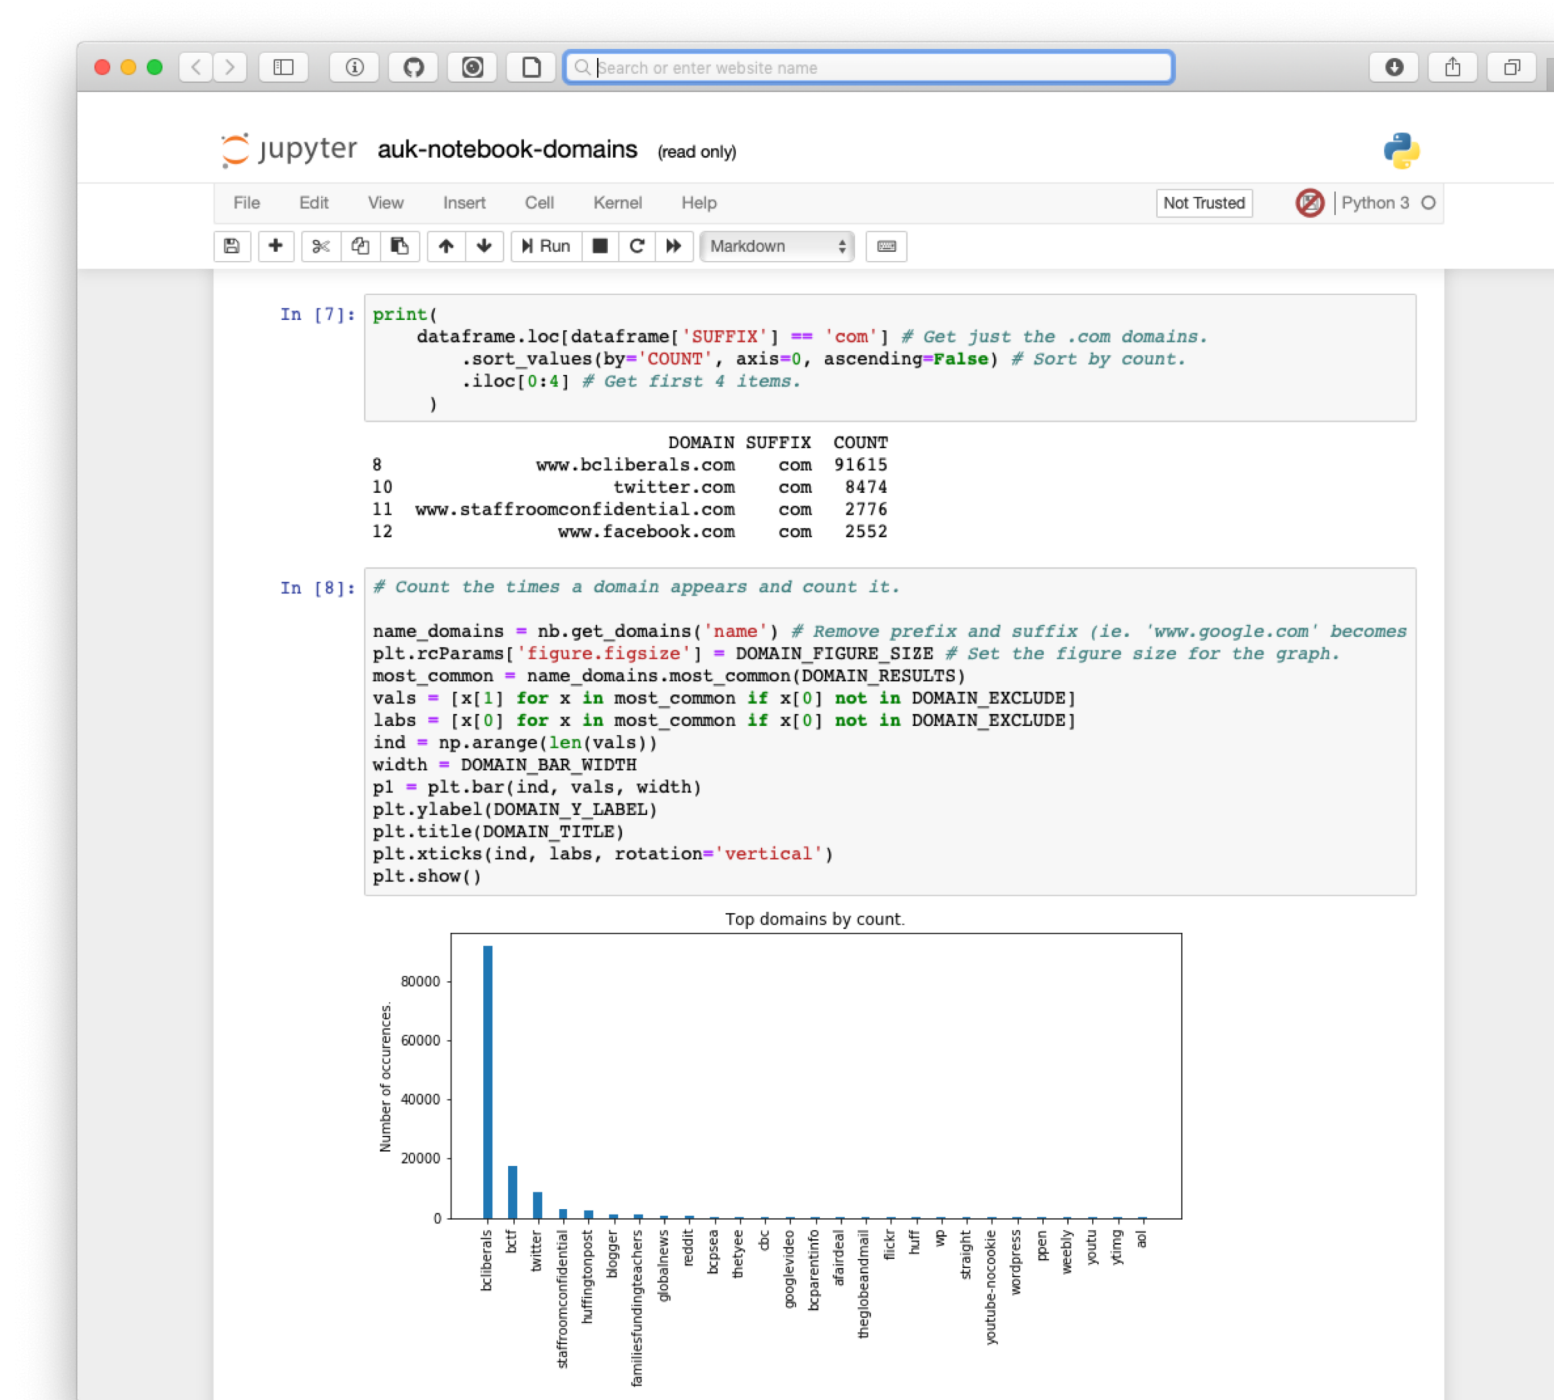 Search or enter website name
jupyter auk-notebook-domains (read only)
File Edit View Insert Cell Kernel Help Not Trusted Python 3
Run Markdown
In [7]: print(
dataframe.loc[dataframe['SUFFIX'] == 'com'] # Get just the .com domains.
.sort_values(by='COUNT', axis=0, ascending=False) # Sort by count.
.iloc[0:4] # Get first 4 items.
)
DOMAIN SUFFIX COUNT
8 www.bcliberals.com com 91615
10 twitter.com com 8474
11 www.staffroomconfidential.com com 2776
12 www.facebook.com com 2552
In [8]: # Count the times a domain appears and count it.
name_domains = nb.get_domains('name') # Remove prefix and suffix (ie. 'www.google.com' becomes
plt.rcParams['figure.figsize'] = DOMAIN_FIGURE_SIZE # Set the figure size for the graph.
most_common = name_domains.most_common(DOMAIN_RESULTS)
vals = [x[1] for x in most_common if x[0] not in DOMAIN_EXCLUDE]
labs = [x[0] for x in most_common if x[0] not in DOMAIN_EXCLUDE]
ind = np.arange(len(vals))
width = DOMAIN_BAR_WIDTH
p1 = plt.bar(ind, vals, width)
plt.ylabel(DOMAIN_Y_LABEL)
plt.title(DOMAIN_TITLE)
plt.xticks(ind, labs, rotation='vertical')
plt.show()
Top domains by count.
Number of occurences.
80000
60000
40000
20000
0
bcliberals
bctf
twitter
staffroomconfidential
huffingtonpost
blogger
familiesfundingteachers
globalnews
reddit
bcpsea
thetyee
cbc
googlevideo
bcparentinfo
afairdeal
theglobeandmail
flickr
huff
wp
straight
youtube-nocookie
wordpress
ppen
weebly
youtu
ytimg
aol